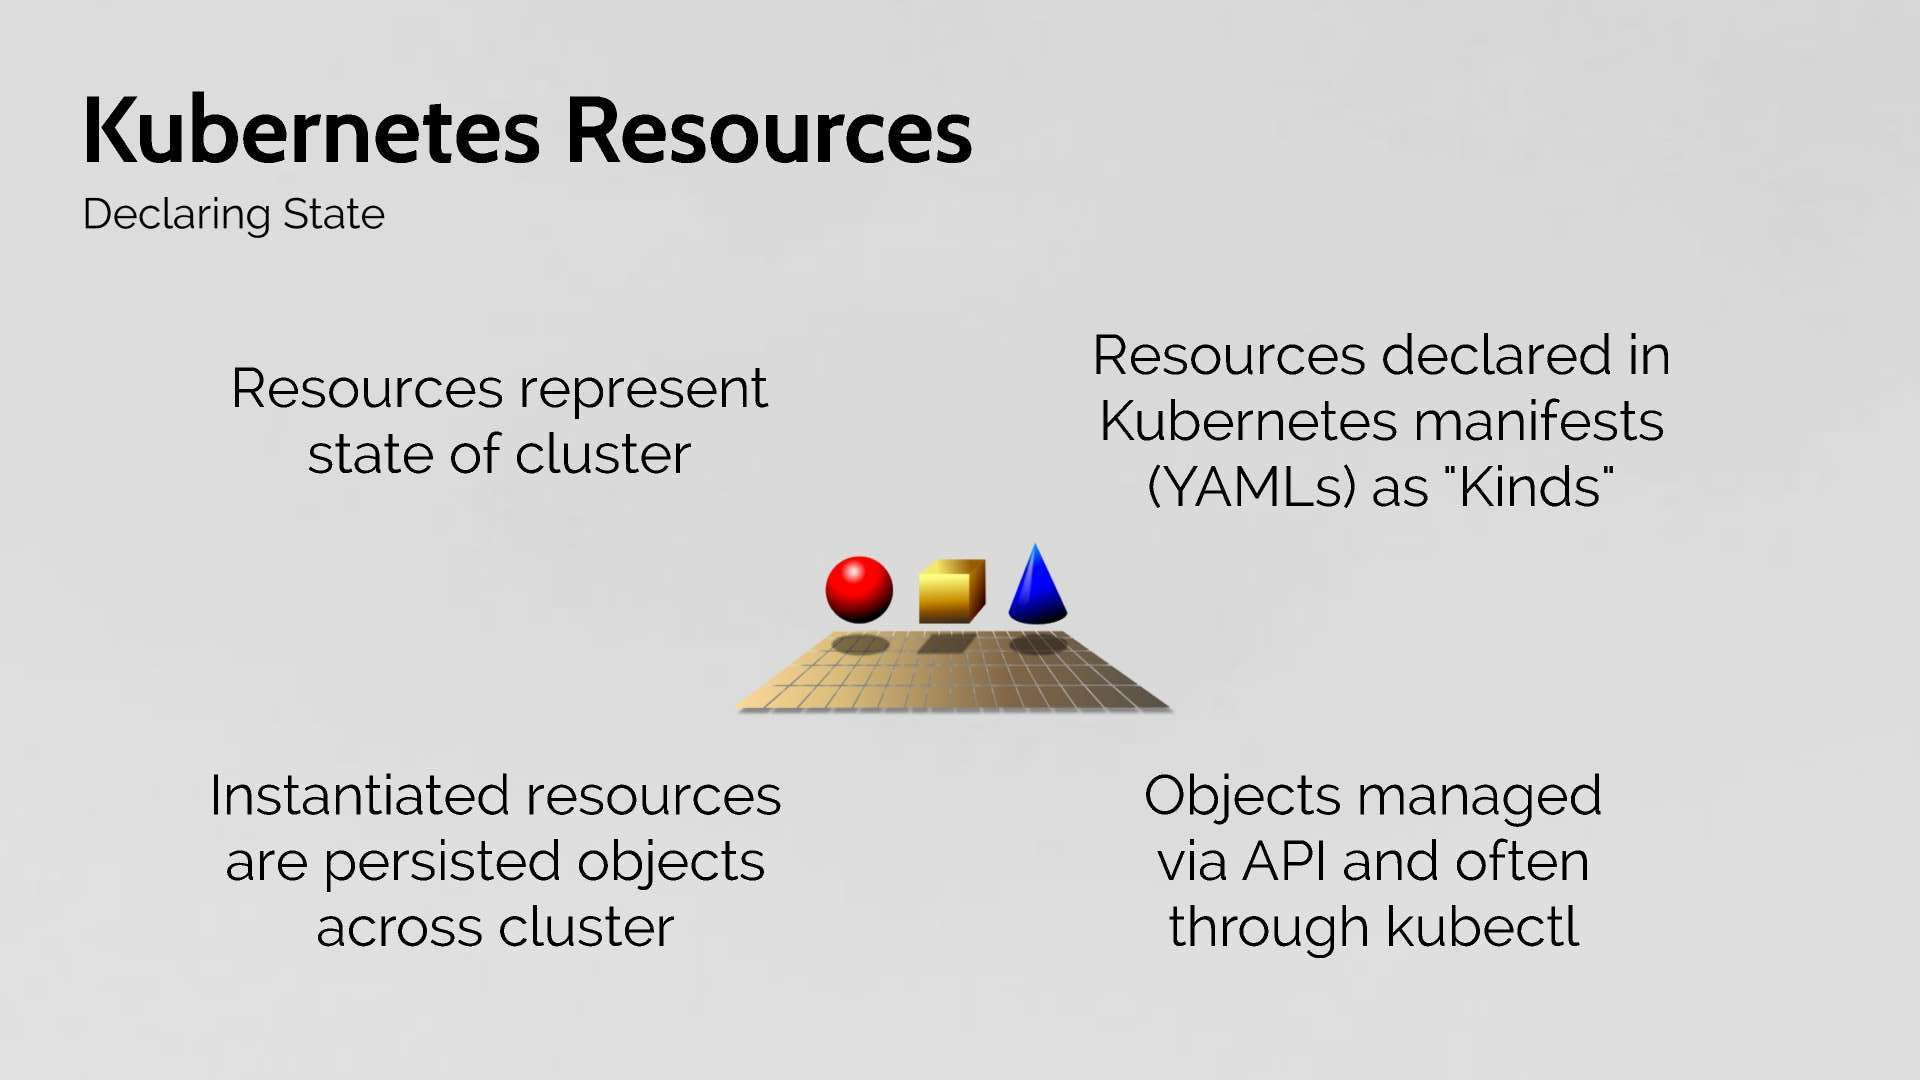 Kubernetes Resources
Declaring State
Resources represent
state of cluster
Resources declared in
Kubernetes manifests
(YAMLs) as "Kinds"
Instantiated resources
are persisted objects
across cluster
Objects managed
via API and often
through kubectl